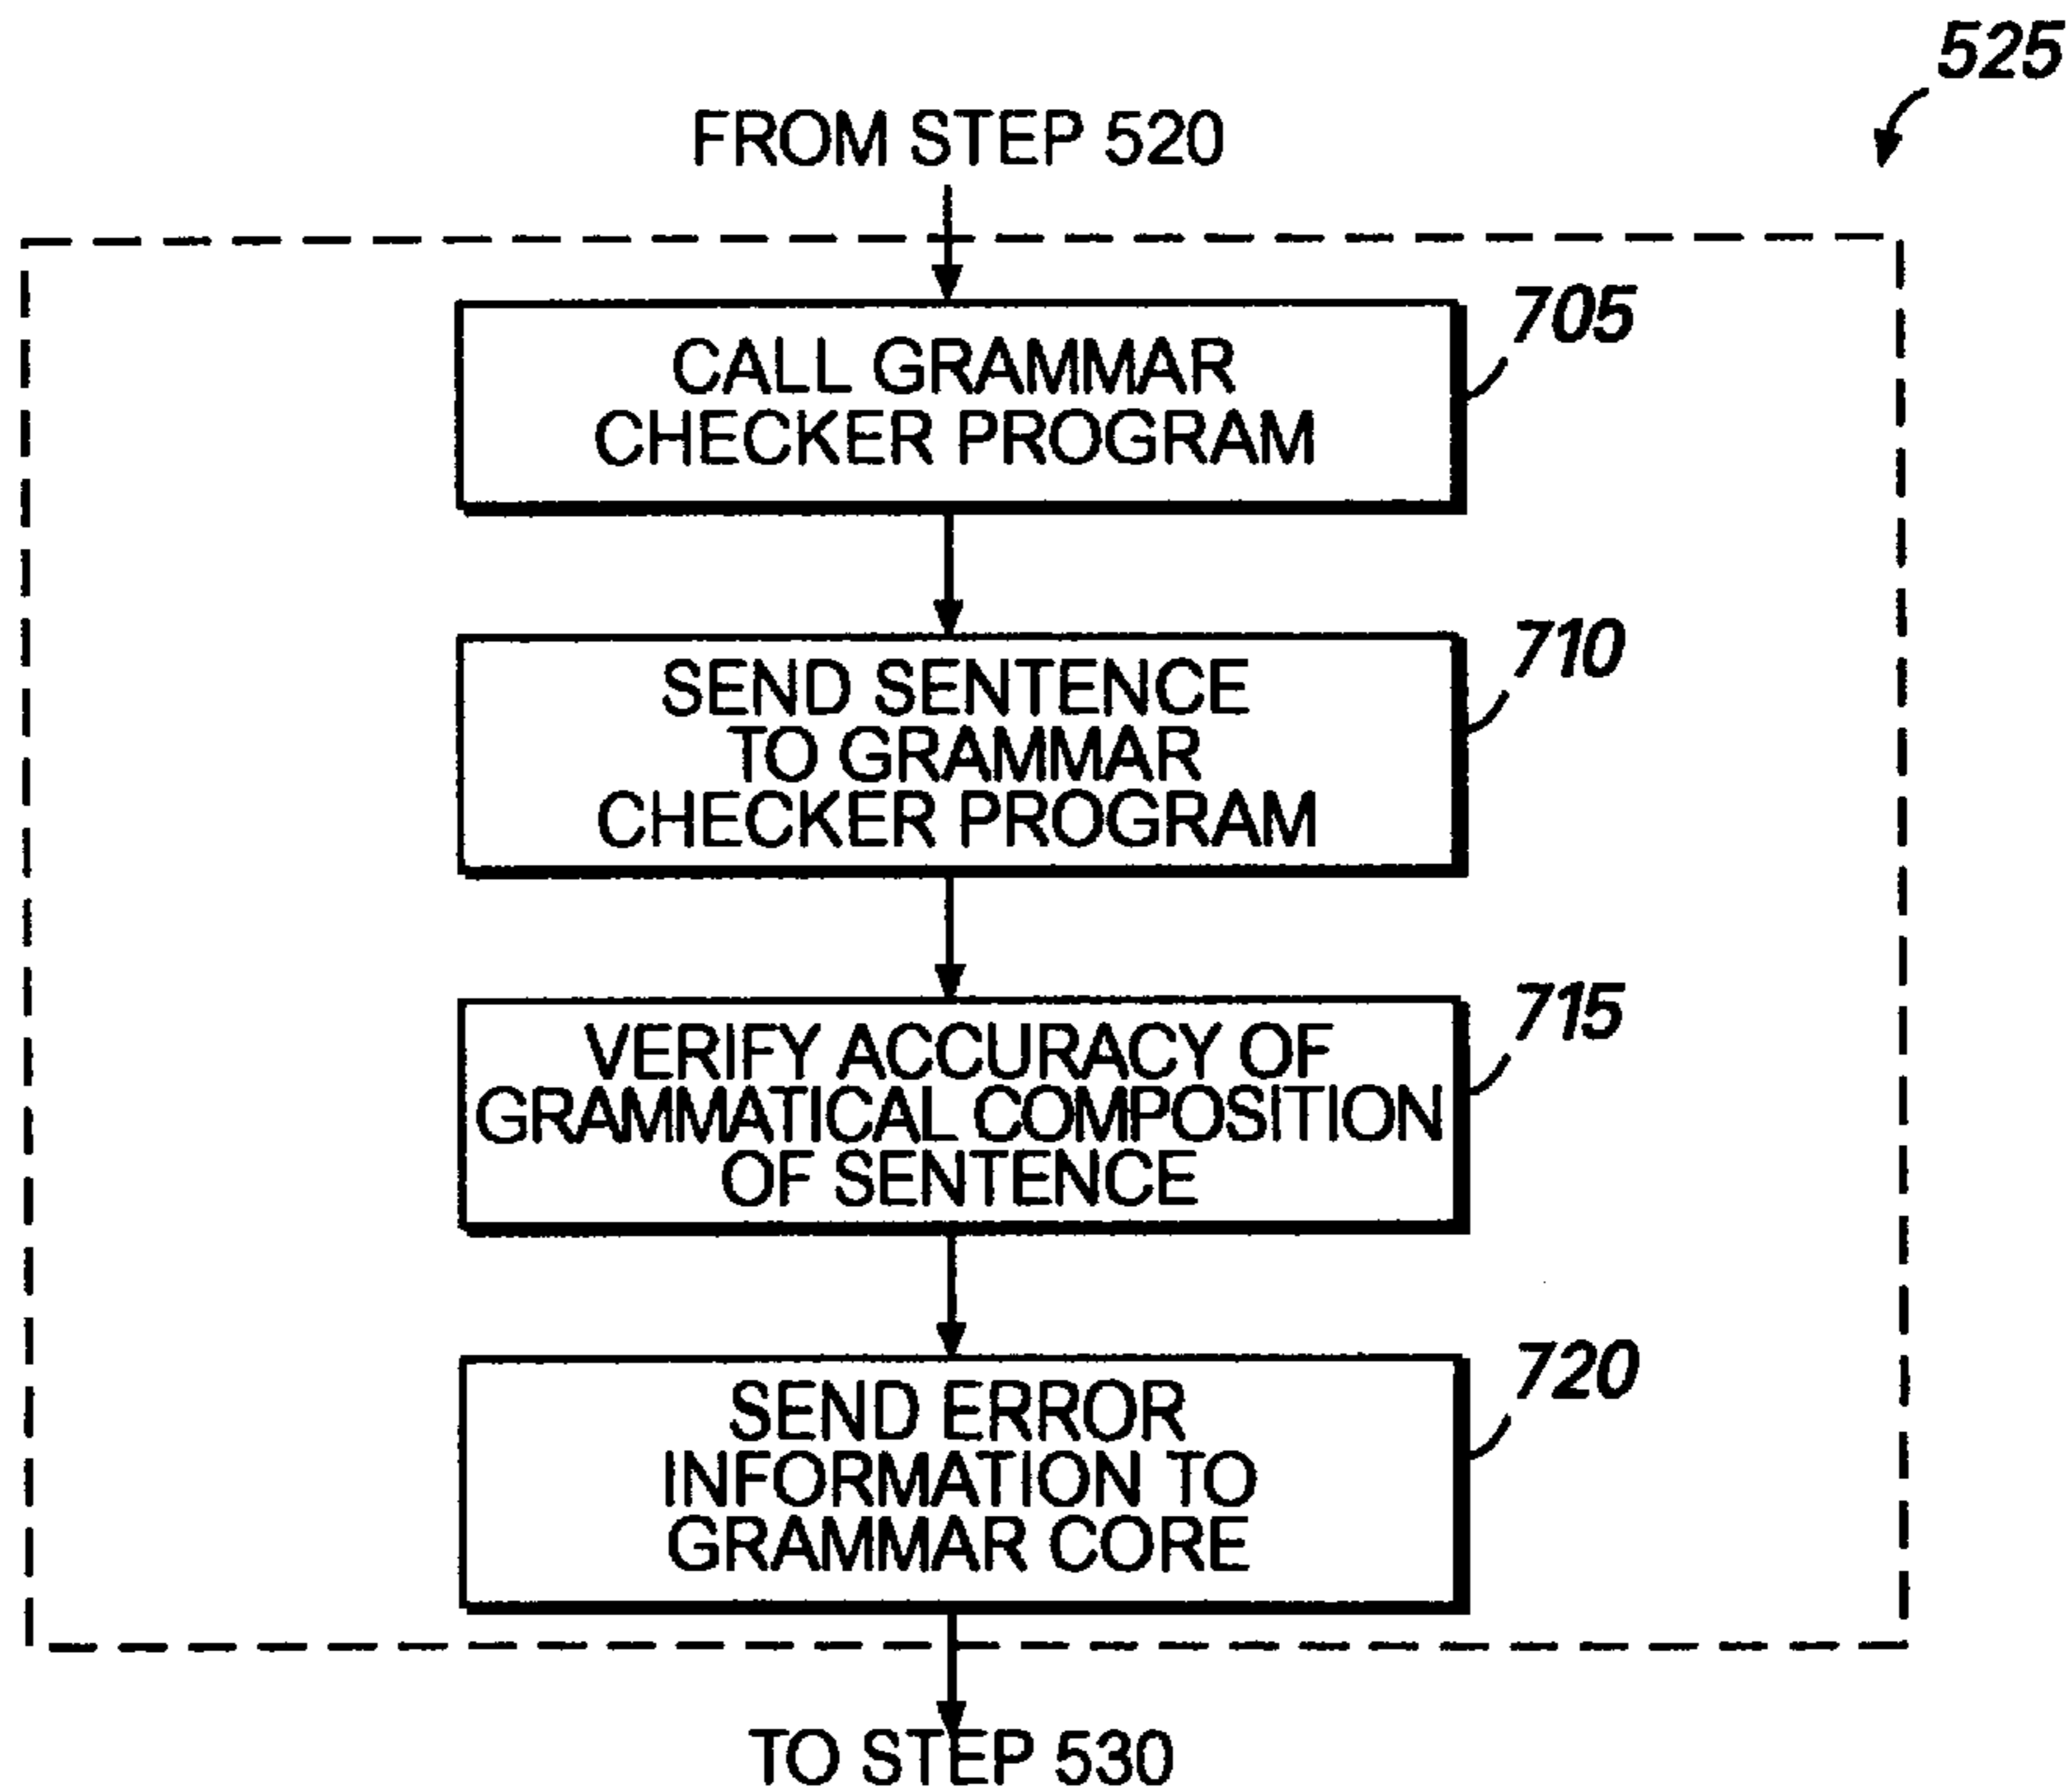 525
FROM STEP 520
705
CALL GRAMMAR
CHECKER PROGRAM
710
SEND SENTENCE
TO GRAMMAR
CHECKER PROGRAM
715
VERIFY ACCURACY OF
GRAMMATICAL COMPOSITION
OF SENTENCE
720
SEND ERROR
INFORMATION TO
GRAMMAR CORE
TO STEP 530